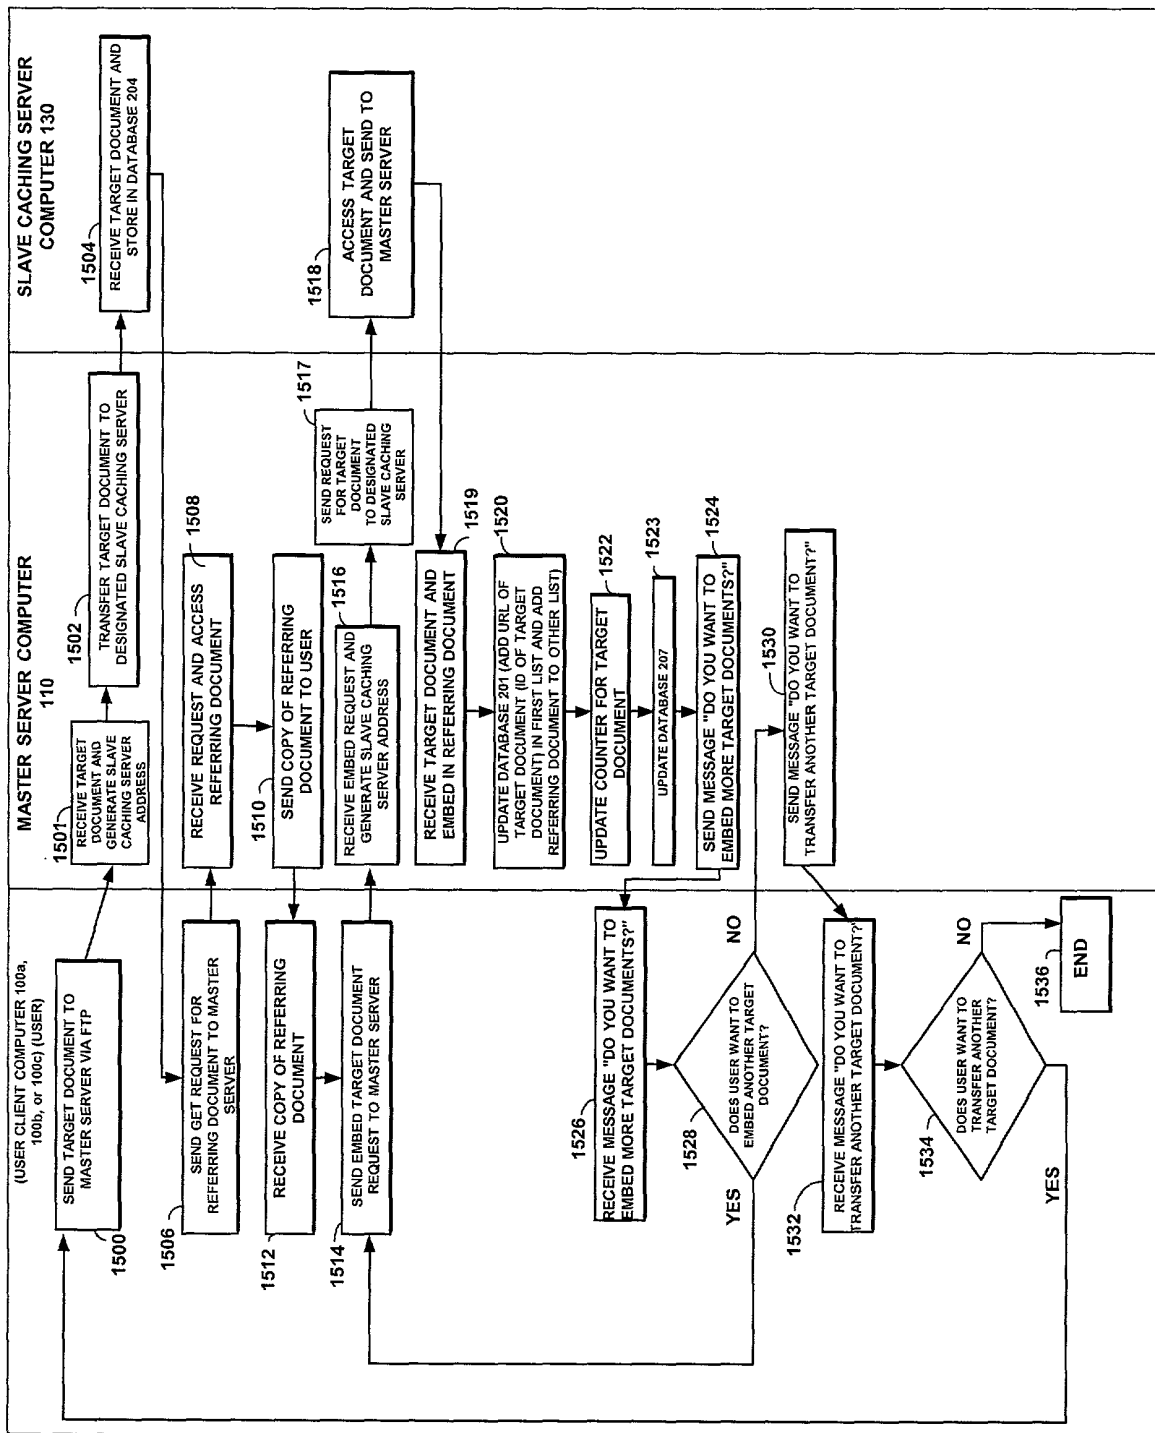 (USER CLIENT COMPUTER 100a,
100b, or 100c) (USER)
MASTER SERVER COMPUTER
110
SLAVE CACHING SERVER
COMPUTER 130
SEND TARGET DOCUMENT TO
MASTER SERVER VIA FTP
1500
1501
RECEIVE TARGET
DOCUMENT AND
GENERATE SLAVE
CACHING SERVER
ADDRESS
1502
TRANSFER TARGET DOCUMENT TO
DESIGNATED SLAVE CACHING SERVER
1504
RECEIVE TARGET DOCUMENT AND
STORE IN DATABASE 204
1506
SEND GET REQUEST FOR
REFERRING DOCUMENT TO MASTER
SERVER
1508
RECEIVE REQUEST AND ACCESS
REFERRING DOCUMENT
1510
SEND COPY OF REFERRING
DOCUMENT TO USER
1512
RECEIVE COPY OF REFERRING
DOCUMENT
1514
SEND EMBED TARGET DOCUMENT
REQUEST TO MASTER SERVER
1516
RECEIVE EMBED REQUEST AND
GENERATE SLAVE CACHING
SERVER ADDRESS
1517
SEND REQUEST
FOR TARGET
DOCUMENT
TO DESIGNATED
SLAVE CACHING
SERVER
1518
ACCESS TARGET
DOCUMENT AND SEND TO
MASTER SERVER
1519
RECEIVE TARGET DOCUMENT AND
EMBED IN REFERRING DOCUMENT
1520
UPDATE DATABASE 201 (ADD URL OF
TARGET DOCUMENT (ID OF TARGET
DOCUMENT) IN FIRST LIST AND ADD
REFERRING DOCUMENT TO OTHER LIST)
1522
UPDATE COUNTER FOR TARGET
DOCUMENT
1523
UPDATE DATABASE 207
1524
SEND MESSAGE "DO YOU WANT TO
EMBED MORE TARGET DOCUMENTS?"
1526
RECEIVE MESSAGE "DO YOU WANT TO
EMBED MORE TARGET DOCUMENTS?"
1528
DOES USER WANT TO
EMBED ANOTHER TARGET
DOCUMENT?
YES
NO
1530
SEND MESSAGE "DO YOU WANT TO
TRANSFER ANOTHER TARGET DOCUMENT?"
1532
RECEIVE MESSAGE "DO YOU WANT TO
TRANSFER ANOTHER TARGET DOCUMENT?"
1534
DOES USER WANT TO
TRANSFER ANOTHER
TARGET DOCUMENT?
YES
NO
1536
END